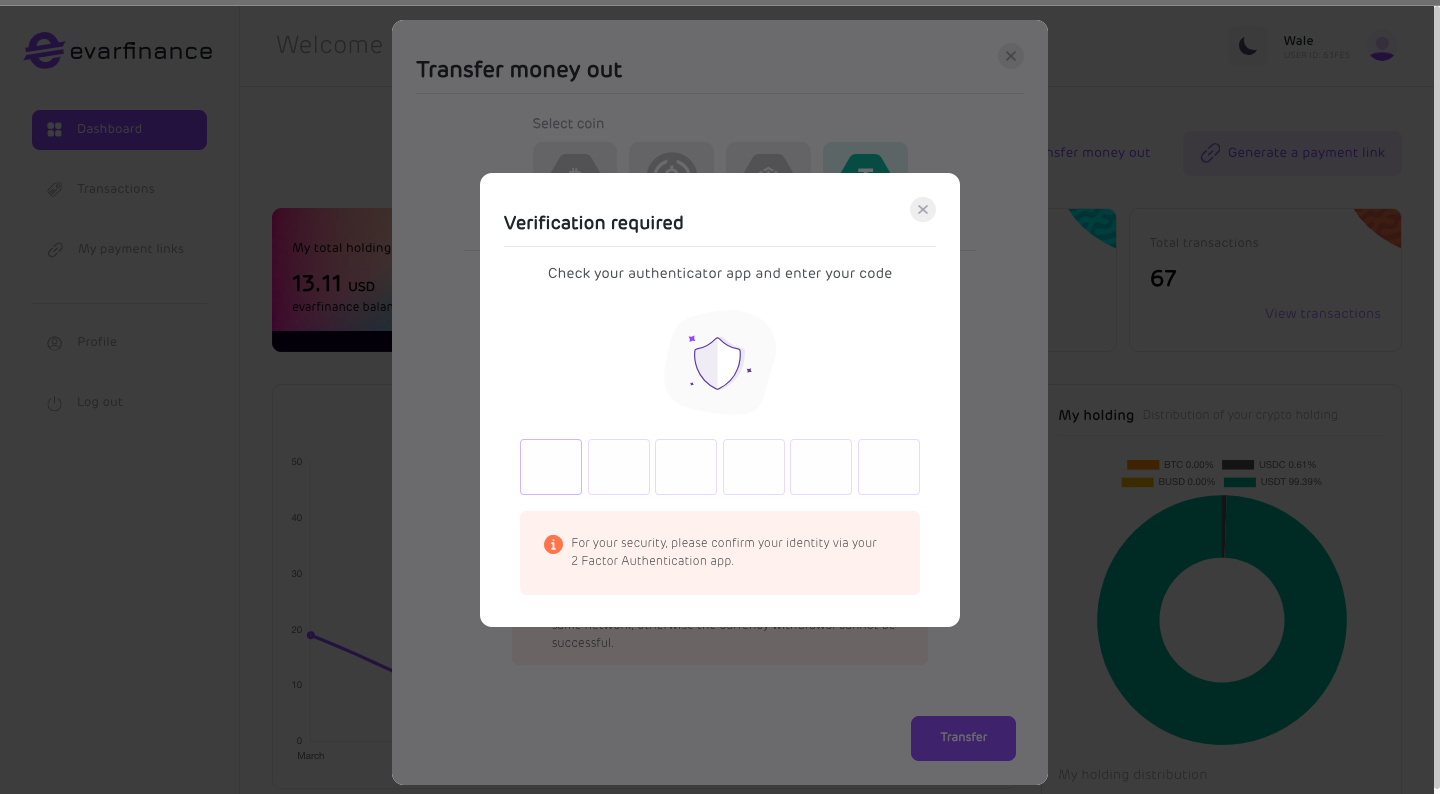 evarfinance
Welcome
Wale
Dashboard
Transactions
My payment links
Profile
Log out
Transfer money out
Select coin
nsfer money out
Generate a payment link
My total holding
13.11 USD
evarfinance balan
Total transactions
67
View transactions
Verification required
Check your authenticator app and enter your code
For your security, please confirm your identity via your
2 Factor Authentication app.
successful.
Transfer
50
40
30
20
10
0
March
My holding Distribution of your crypto holding
BTC 0.00% USDC 0.61%
BUSD 0.00% USDT 99.39%
My holding distribution